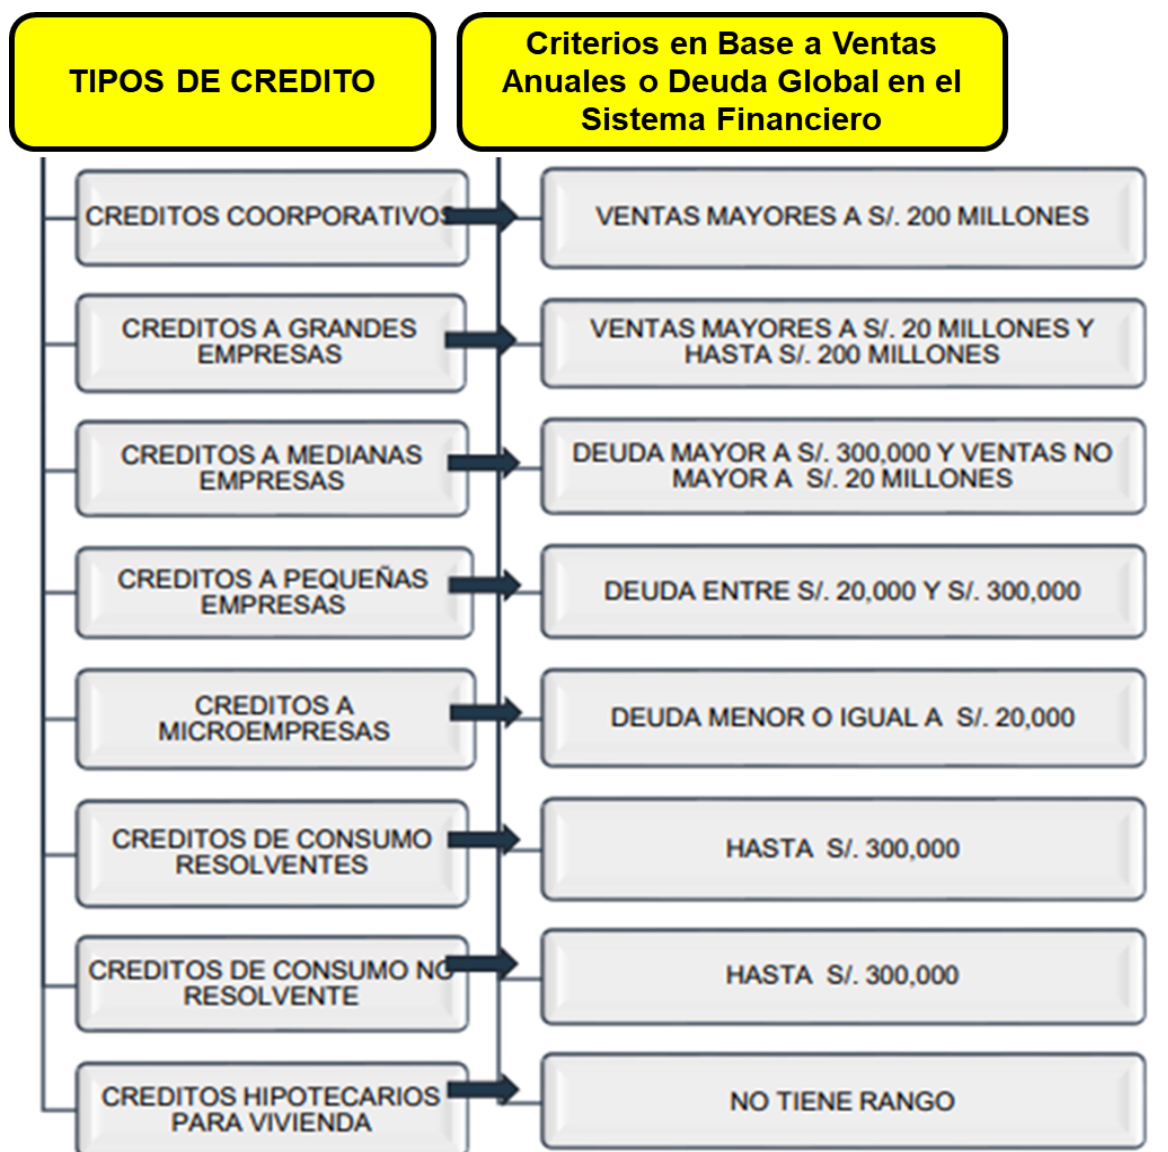 TIPOS DE CREDITO
Criterios en Base a Ventas
Anuales o Deuda Global en el
Sistema Financiero
CREDITOS COORPORATIVOS
VENTAS MAYORES A S/. 200 MILLONES
CREDITOS A GRANDES
EMPRESAS
VENTAS MAYORES A S/. 20 MILLONES Y
HASTA S/. 200 MILLONES
CREDITOS A MEDIANAS
EMPRESAS
DEUDA MAYOR A S/. 300,000 Y VENTAS NO
MAYOR A S/. 20 MILLONES
CREDITOS A PEQUEÑAS
EMPRESAS
DEUDA ENTRE S/. 20,000 Y S/. 300,000
CREDITOS A
MICROEMPRESAS
DEUDA MENOR O IGUAL A S/. 20,000
CREDITOS DE CONSUMO
RESOLVENTES
HASTA S/. 300,000
CREDITOS DE CONSUMO NO
RESOLVENTE
HASTA S/. 300,000
CREDITOS HIPOTECARIOS
PARA VIVIENDA
NO TIENE RANGO